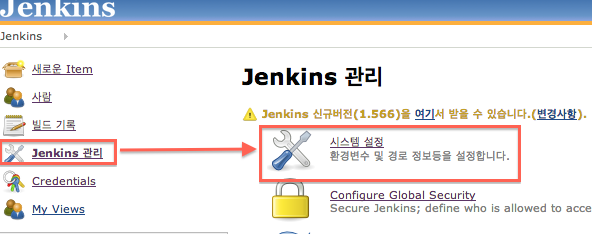 Jenkins
Jenkins
새로운 Item
사람
빌드 기록
Jenkins 관리
Credentials
My Views
Jenkins 관리
Jenkins 신규버전(1.566)을 여기서 받을 수 있습니다.(변경사항).
시스템 설정
환경변수 및 경로 정보등을 설정합니다.
Configure Global Security
Secure Jenkins; define who is allowed to acce